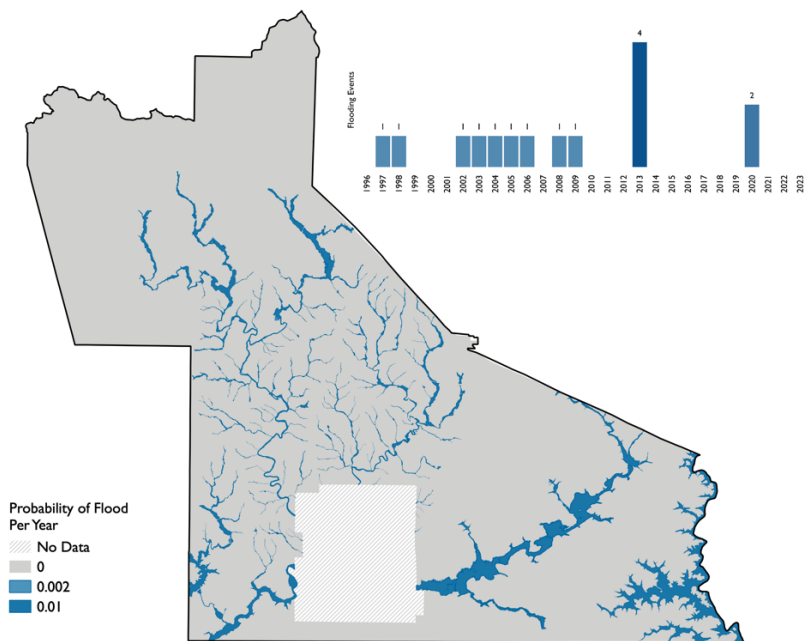 4
2
Flooding Events
1 1 1 1 1 1 1 1 1
1996 1997 1998 1999 2000 2001 2002 2003 2004 2005 2006 2007 2008 2009 2010 2011 2012 2013 2014 2015 2016 2017 2018 2019 2020 2021 2022 2023
Probability of Flood
Per Year
No Data
0
0.002
0.01